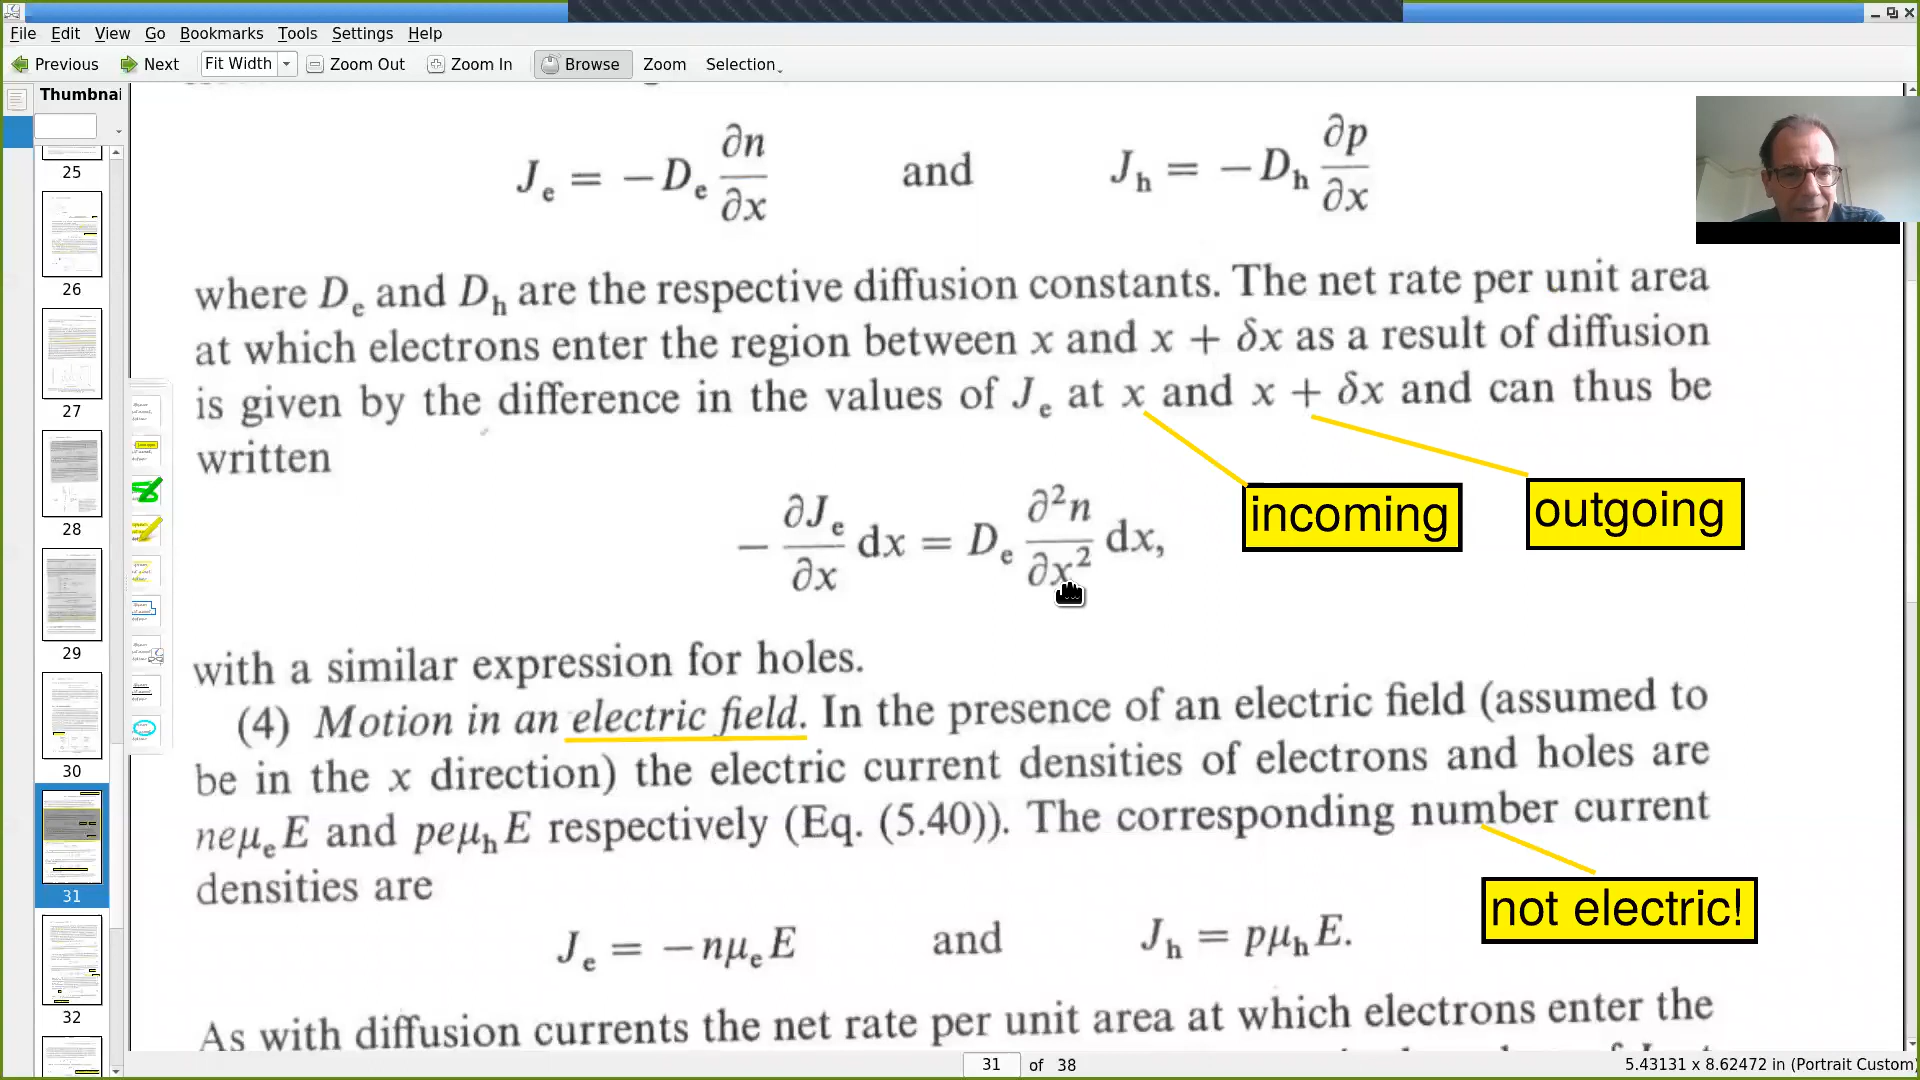 File Edit View Go Bookmarks Tools Settings Help
Previous Next Fit Width Zoom Out Zoom In Browse Zoom Selection
Thumbnai
25
26
27
28
29
30
31
32
J_e = −D_e ∂n/∂x and J_h = −D_h ∂p/∂x
where D_e and D_h are the respective diffusion constants. The net rate per unit area
at which electrons enter the region between x and x + δx as a result of diffusion
is given by the difference in the values of J_e at x and x + δx and can thus be
written
incoming
outgoing
− ∂J_e/∂x dx = D_e ∂²n/∂x² dx,
with a similar expression for holes.
(4) Motion in an electric field. In the presence of an electric field (assumed to
be in the x direction) the electric current densities of electrons and holes are
neμ_eE and peμ_hE respectively (Eq. (5.40)). The corresponding number current
densities are
not electric!
J_e = −nμ_eE and J_h = pμ_hE.
As with diffusion currents the net rate per unit area at which electrons enter the
31 of 38
5.43131 x 8.62472 in (Portrait Custom)